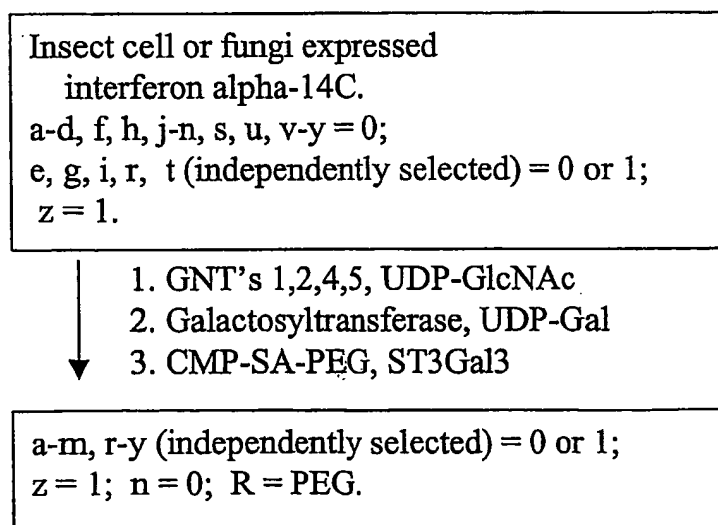 Insect cell or fungi expressed
interferon alpha-14C.
a-d, f, h, j-n, s, u, v-y = 0;
e, g, i, r, t (independently selected) = 0 or 1;
z = 1.
1. GNT's 1,2,4,5, UDP-GlcNAc
2. Galactosyltransferase, UDP-Gal
3. CMP-SA-PEG, ST3Gal3
a-m, r-y (independently selected) = 0 or 1;
z = 1; n = 0; R = PEG.